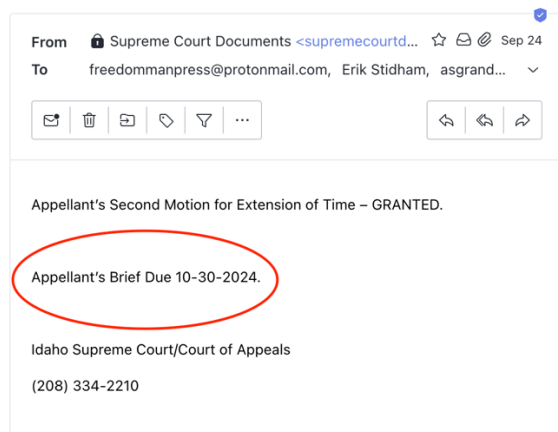 From Supreme Court Documents <supremecourtd... Sep 24
To freedommanpress@protonmail.com, Erik Stidham, asgrand...
Appellant's Second Motion for Extension of Time – GRANTED.
Appellant's Brief Due 10-30-2024.
Idaho Supreme Court/Court of Appeals
(208) 334-2210